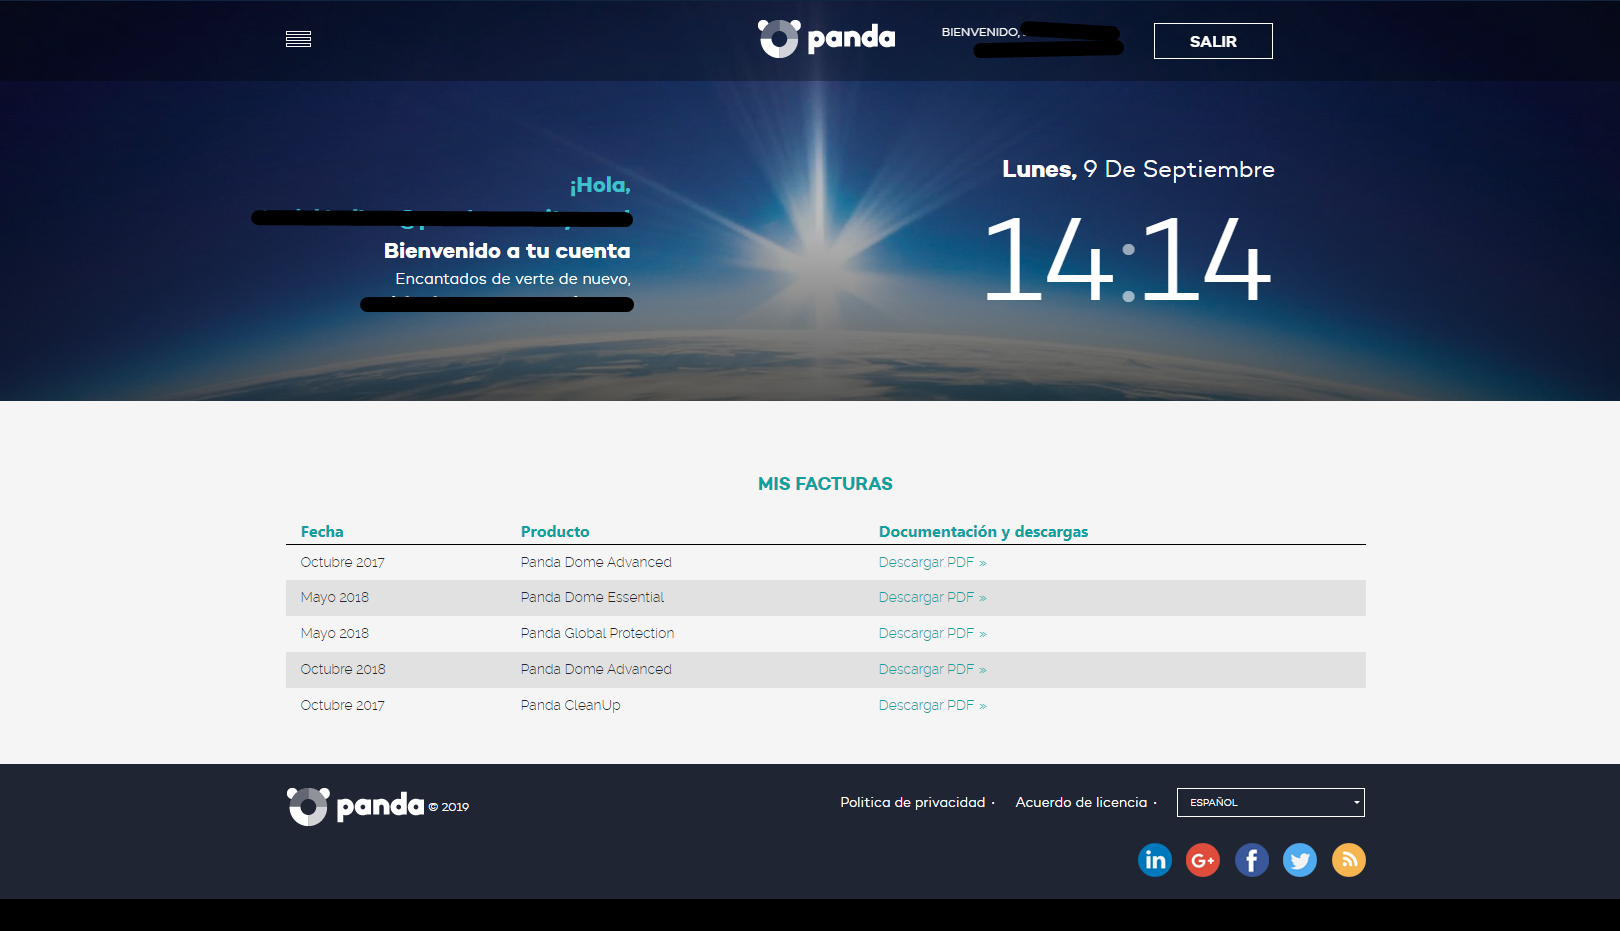 panda
BIENVENIDO,
SALIR
Lunes, 9 De Septiembre
14:14
¡Hola,
Bienvenido a tu cuenta
Encantados de verte de nuevo,
MIS FACTURAS
Fecha Producto Documentación y descargas
Octubre 2017 Panda Dome Advanced Descargar PDF »
Mayo 2018 Panda Dome Essential Descargar PDF »
Mayo 2018 Panda Global Protection Descargar PDF »
Octubre 2018 Panda Dome Advanced Descargar PDF »
Octubre 2017 Panda CleanUp Descargar PDF »
panda © 2019
Politica de privacidad · Acuerdo de licencia · ESPAÑOL
in G+ f